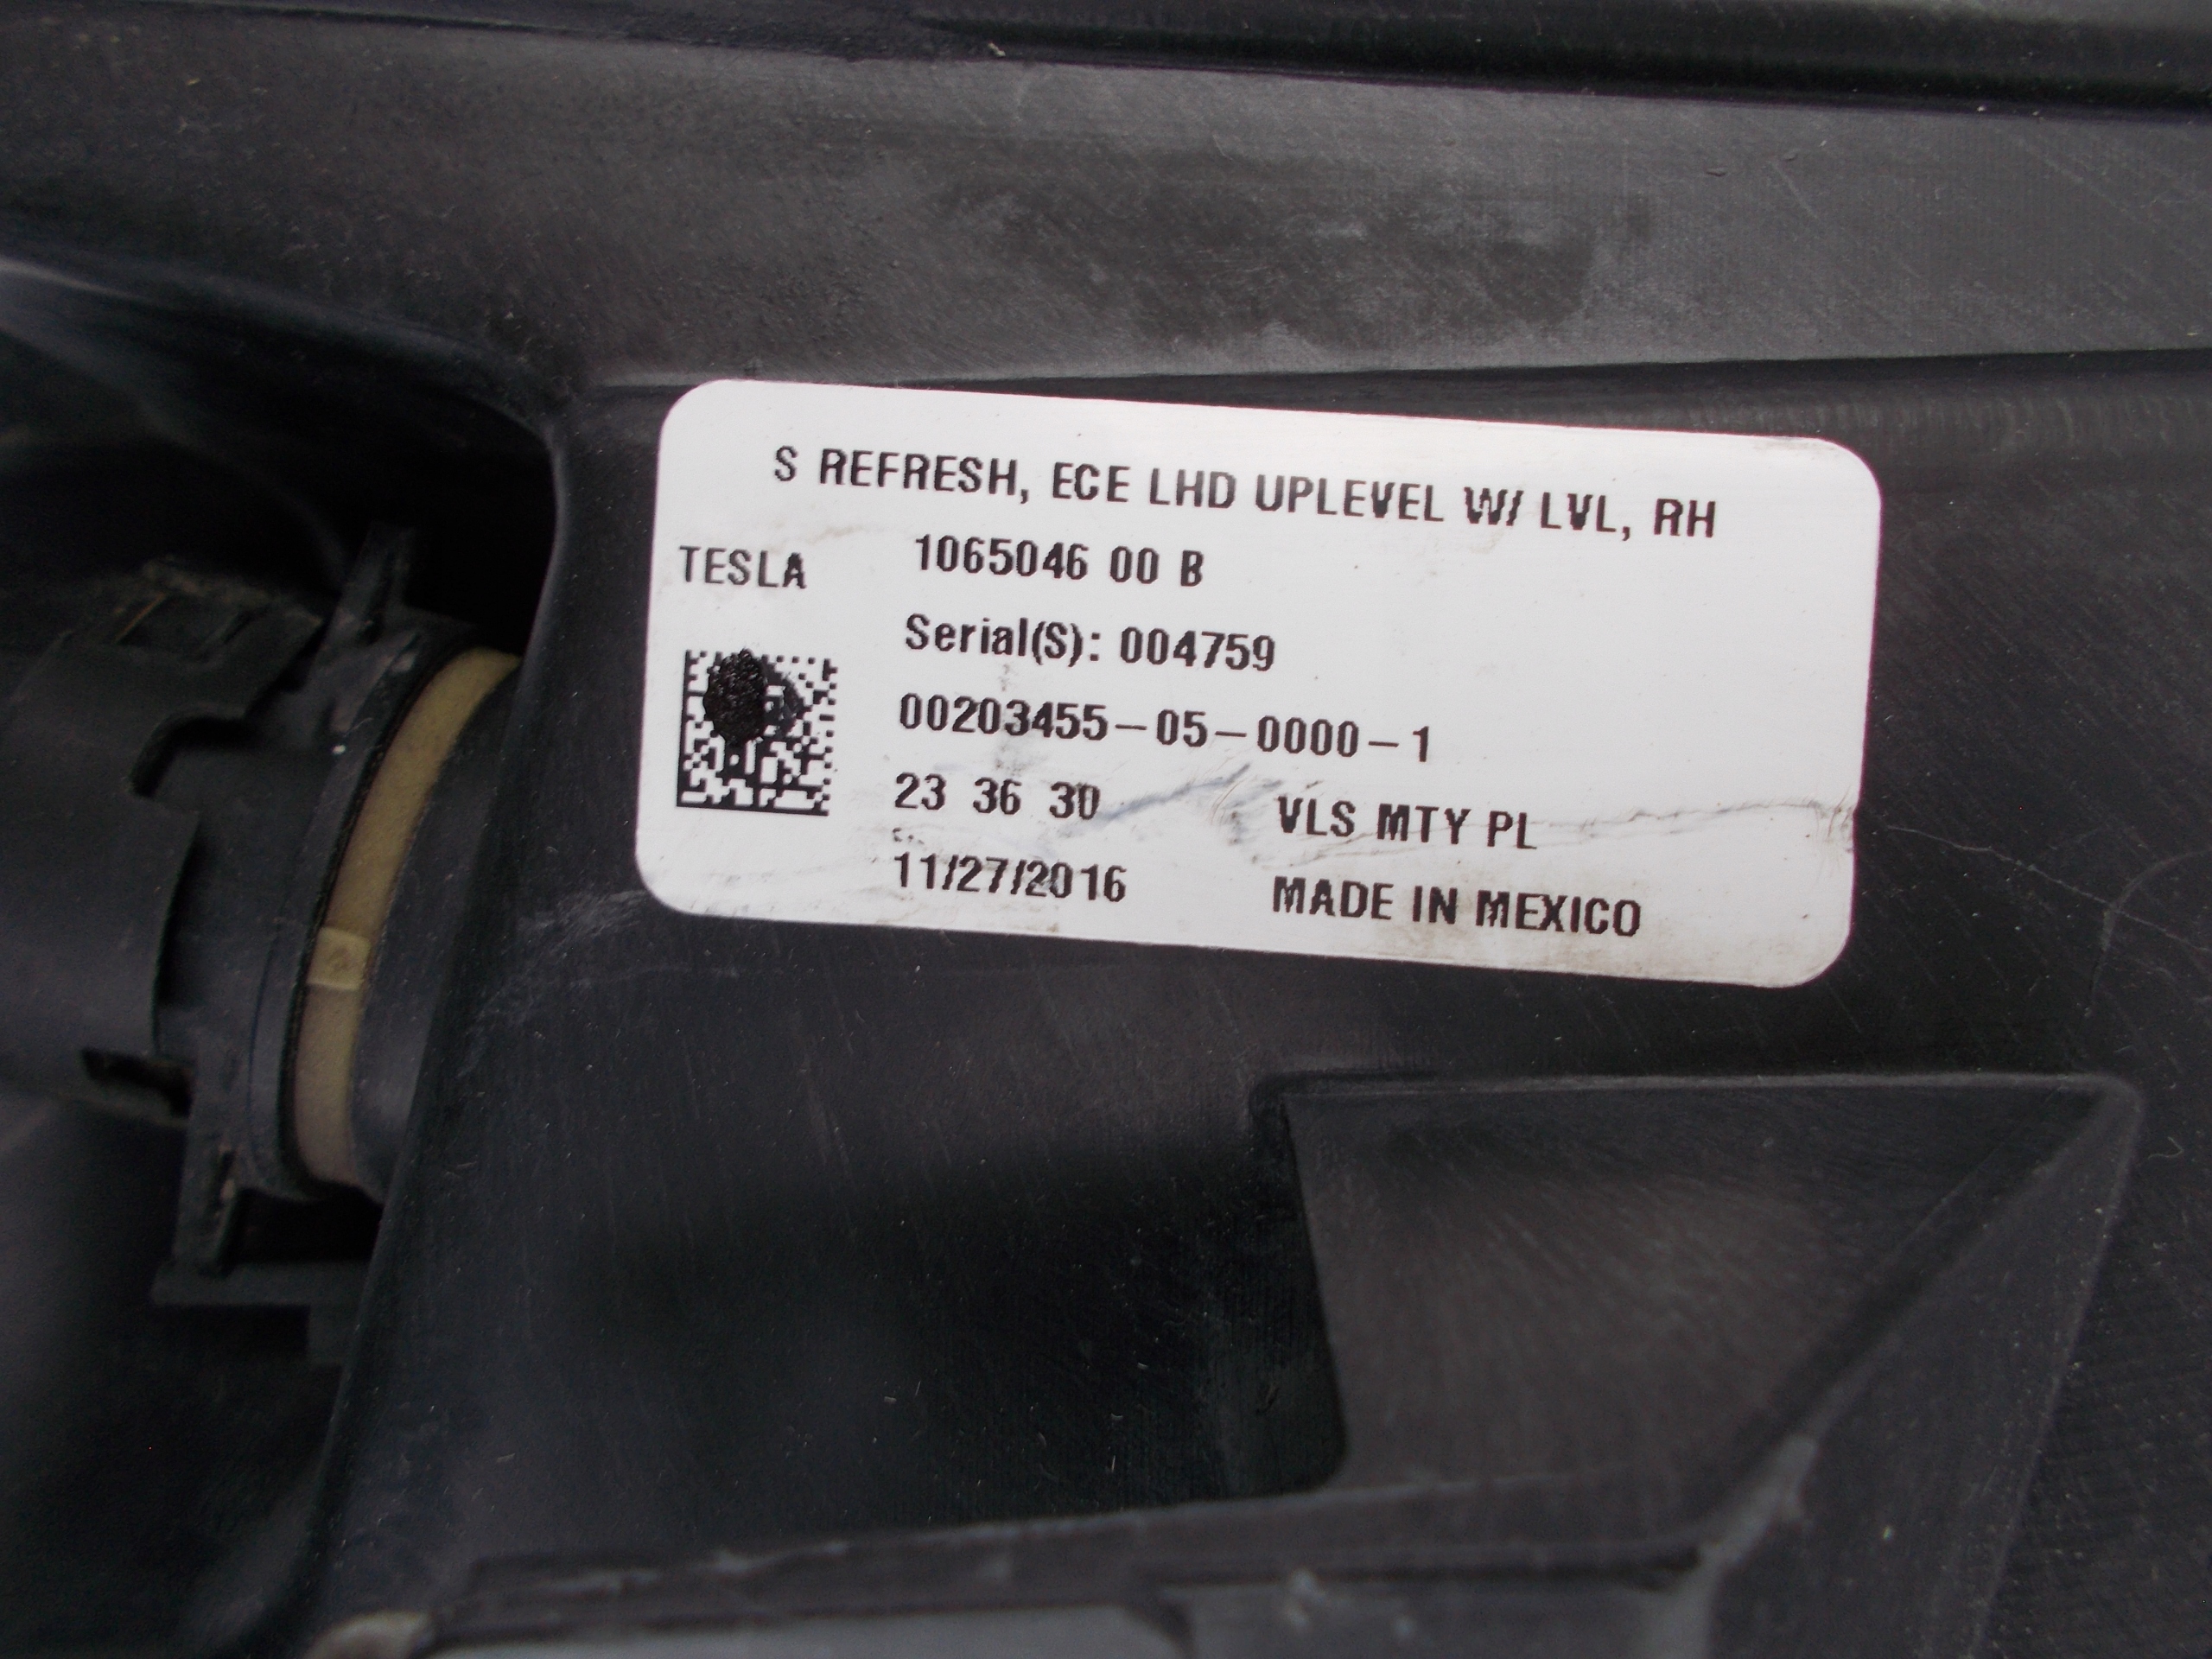 S REFRESH, ECE LHD UPLEVEL W/ LVL, RH
TESLA 1065046 00 B
Serial(S): 004759
00203455-05-0000-1
23 36 30 VLS MTY PL
11/27/2016 MADE IN MEXICO